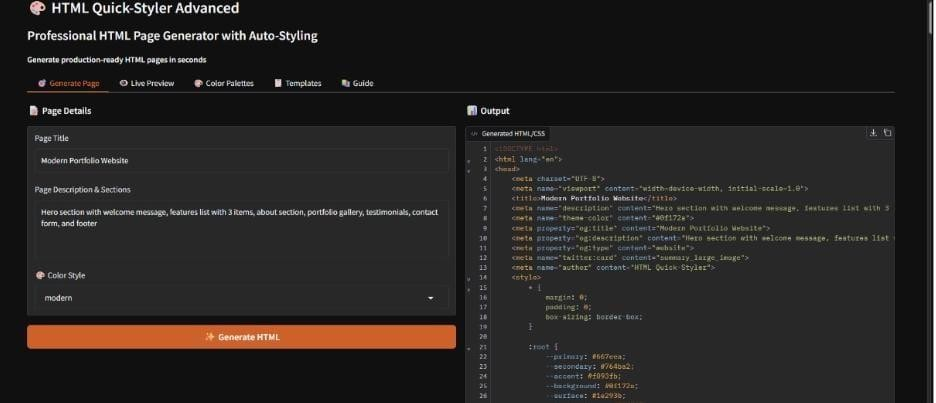 🎨 HTML Quick-Styler Advanced
Professional HTML Page Generator with Auto-Styling
Generate production-ready HTML pages in seconds
Generate Page
Live Preview
Color Palettes
Templates
Guide
Page Details
Page Title
Modern Portfolio Website
Page Description & Sections
Hero section with welcome message, features list with 3 items, about section, portfolio gallery, testimonials, contact
form, and footer
🎨 Color Style
modern
✨ Generate HTML
Output
Generated HTML/CSS
1 <!DOCTYPE html>
2 <html lang="en">
3 <head>
4 <meta charset="UTF-8">
5 <meta name="viewport" content="width=device-width, initial-scale=1.0">
6 <title>Modern Portfolio Website</title>
7 <meta name="description" content="Hero section with welcome message, features list with 3
8 <meta name="theme-color" content="#0f172a">
9 <meta property="og:title" content="Modern Portfolio Website">
10 <meta property="og:description" content="Hero section with welcome message, features list
11 <meta property="og:type" content="website">
12 <meta name="twitter:card" content="summary_large_image">
13 <meta name="author" content="HTML Quick-Styler">
14 <style>
15 * {
16 margin: 0;
17 padding: 0;
18 box-sizing: border-box;
19 }
20
21 :root {
22 --primary: #667eea;
23 --secondary: #764ba2;
24 --accent: #f093fb;
25 --background: #0f172a;
26 --surface: #1e293b;